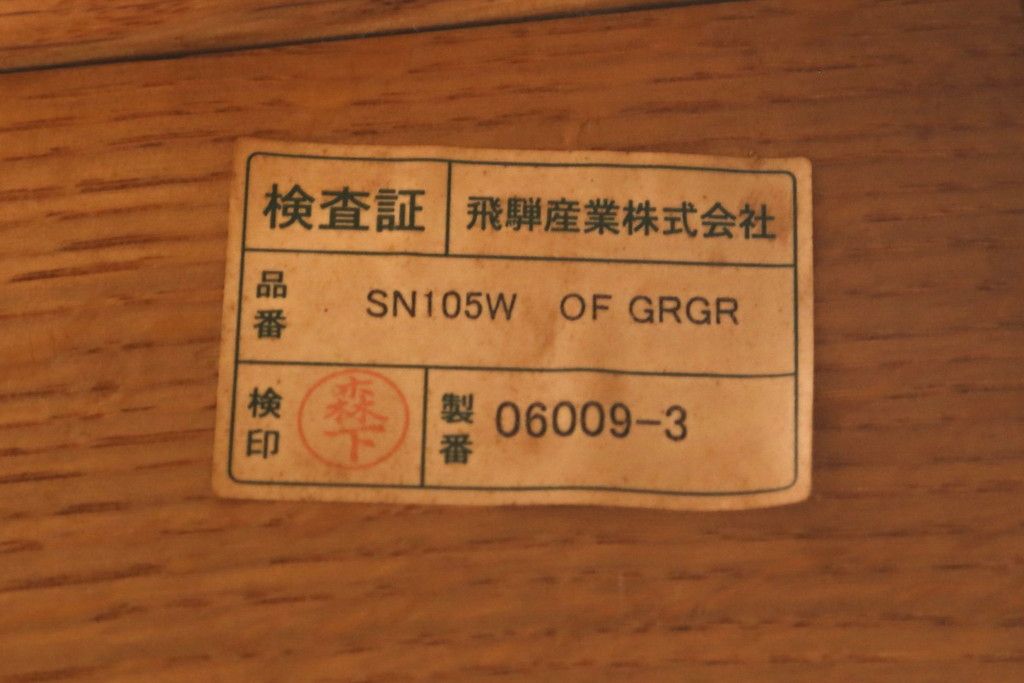 検査証 飛騨産業株式会社
品番 SN105W OF GRGR
検印 森下 製番 06009-3